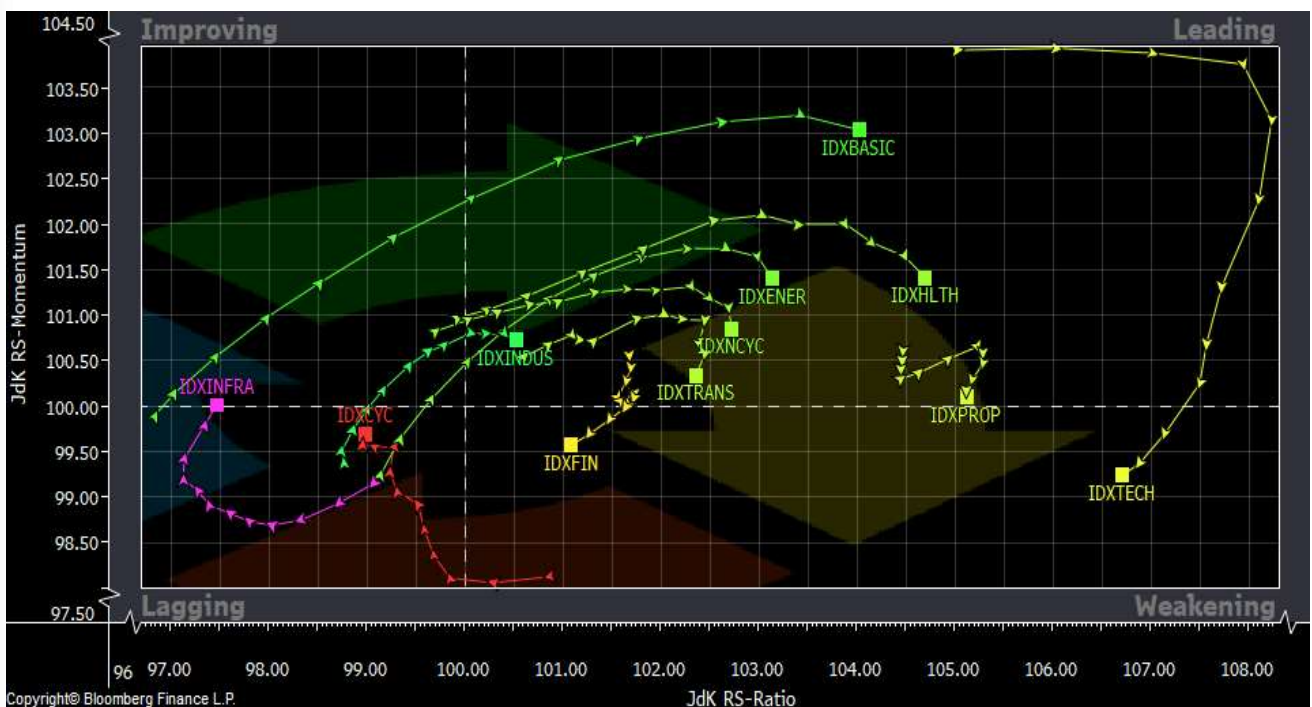 104.50
Improving
Leading
103.50
103.00
IDXBASIC
102.50
102.00
101.50
IDXENER
IDXHLTH
101.00
IDXINDUS
IDXNCYC
100.50
IDXINFRA
IDXTRANS
100.00
IDXCYC
IDXPROP
99.50
IDXFIN
99.00
IDXTECH
98.50
97.50
Lagging
Weakening
JdK RS-Momentum
96
97.00
98.00
99.00
100.00
101.00
102.00
103.00
104.00
105.00
106.00
107.00
108.00
Copyright© Bloomberg Finance L.P.
JdK RS-Ratio